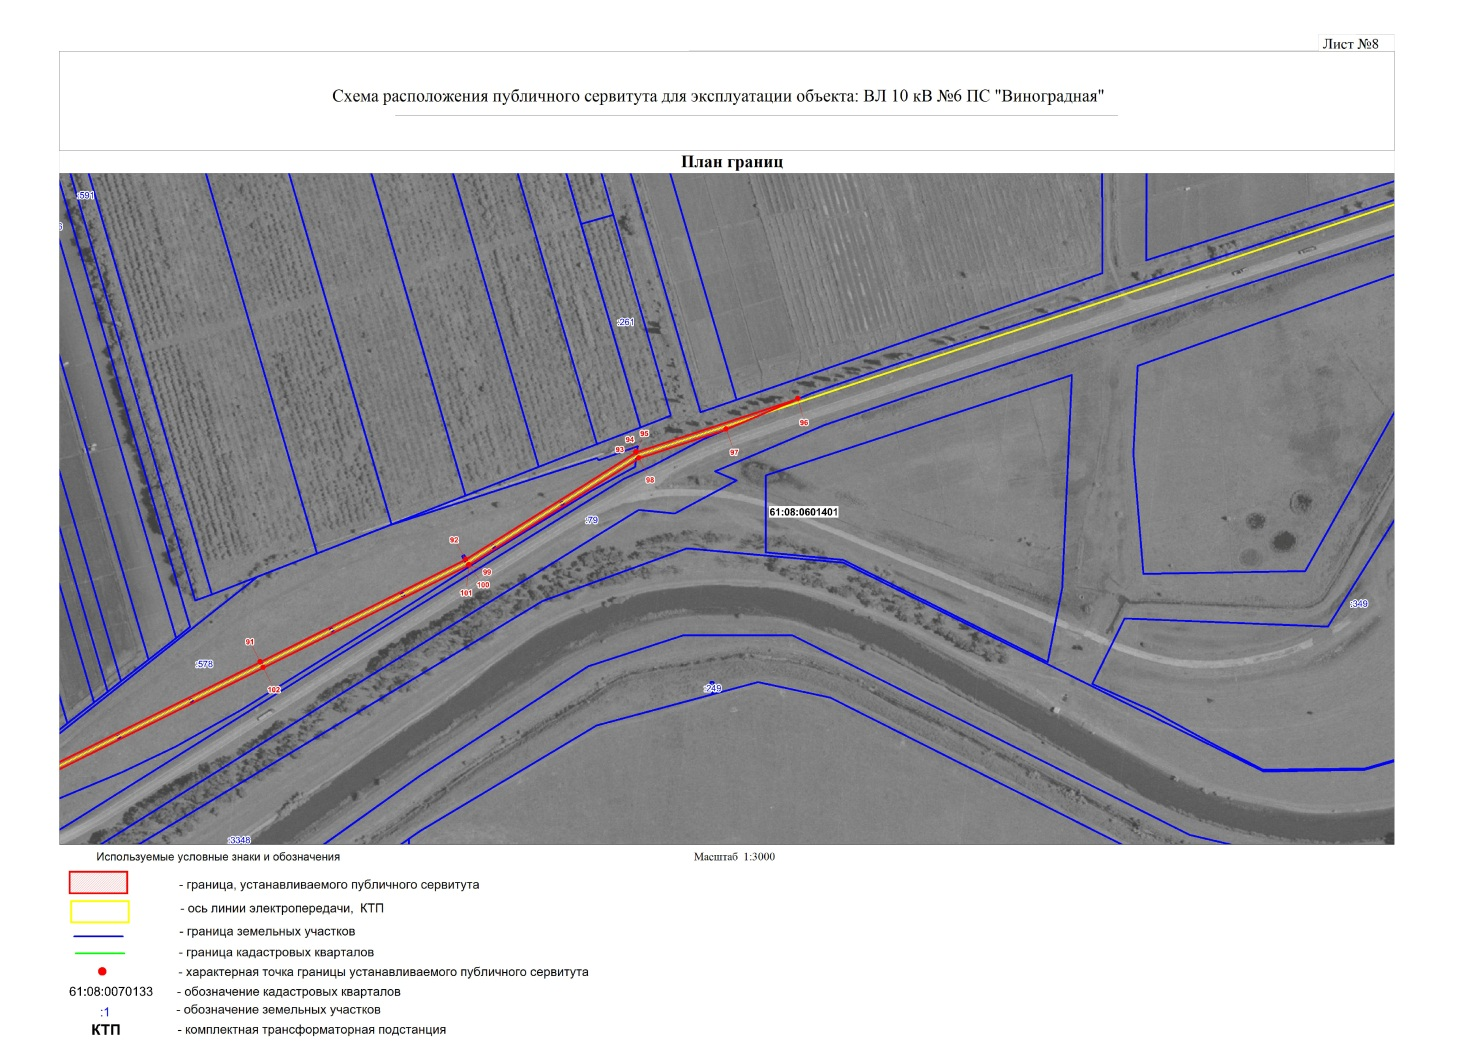 Лист №8
Схема расположения публичного сервитута для эксплуатации объекта: ВЛ 10 кВ №6 ПС "Виноградная"
План границ
:591
:261
96
95
94
93
97
98
61:08:0601401
:79
92
99
100
101
:349
91
:578
102
:249
:3348
Используемые условные знаки и обозначения
Масштаб 1:3000
- граница, устанавливаемого публичного сервитута
- ось линии электропередачи, КТП
- граница земельных участков
- граница кадастровых кварталов
- характерная точка границы устанавливаемого публичного сервитута
61:08:0070133 - обозначение кадастровых кварталов
:1 - обозначение земельных участков
КТП - комплектная трансформаторная подстанция